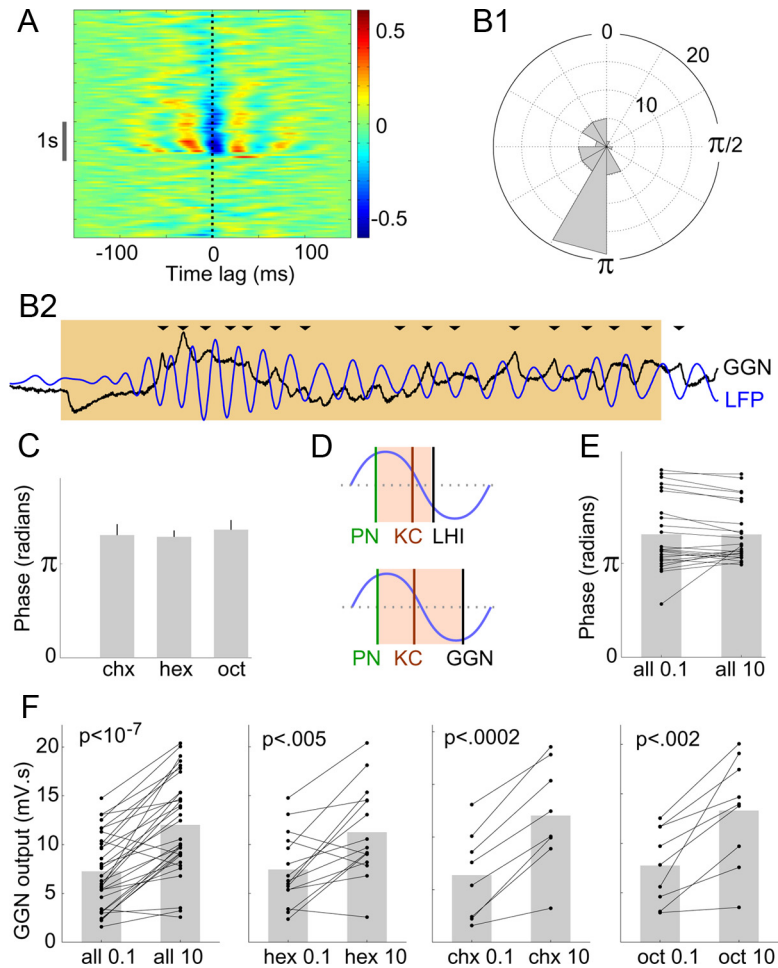 A
0.5
0
-0.5
1s
-100
0
100
Time lag (ms)
B1
0
20
10
π/2
π
B2
GGN
LFP
C
Phase (radians)
π
0
chx
hex
oct
D
PN
KC
LHI
PN
KC
GGN
E
Phase (radians)
π
0
all 0.1
all 10
F
GGN output (mV.s)
20
15
10
5
0
p<10-7
all 0.1
all 10
p<.005
hex 0.1
hex 10
p<.0002
chx 0.1
chx 10
p<.002
oct 0.1
oct 10